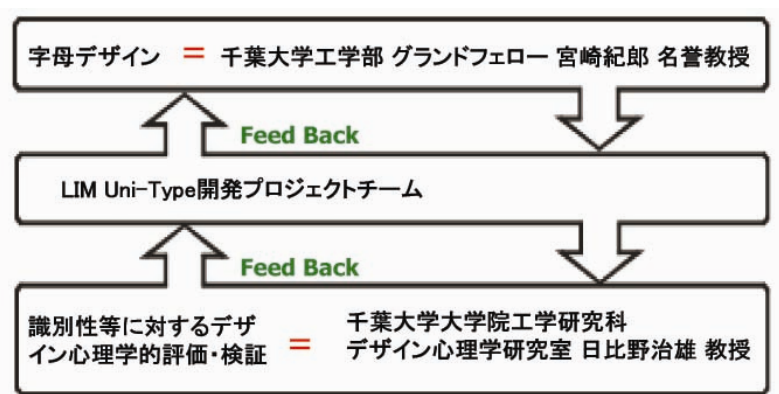 字母デザイン = 千葉大学工学部 グランドフェロー 宮崎紀郎 名誉教授
Feed Back
LIM Uni-Type開発プロジェクトチーム
Feed Back
識別性等に対するデザ
イン心理学的評価・検証
=
千葉大学大学院工学研究科
デザイン心理学研究室 日比野治雄 教授